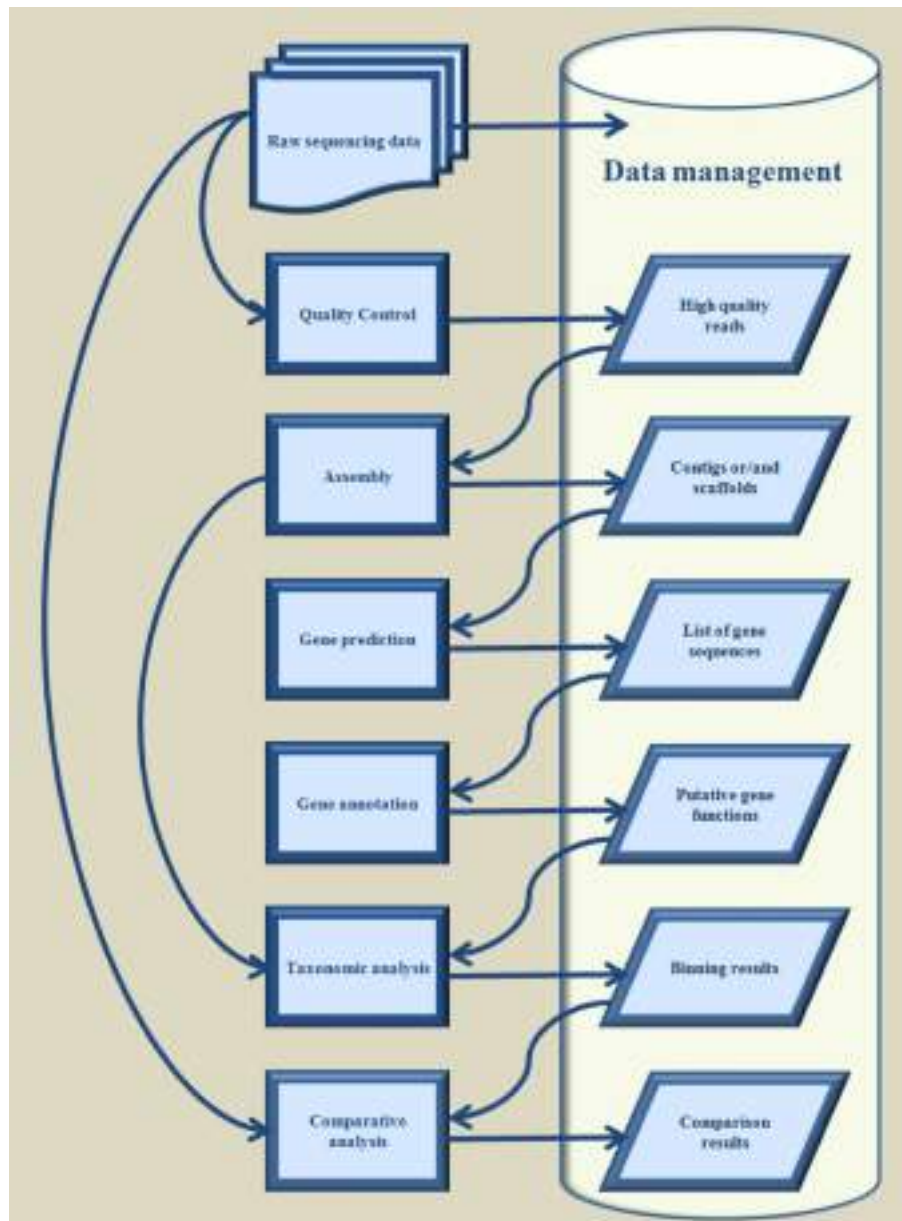 Raw sequencing data
Data management
Quality Control
High quality
reads
Assembly
Contigs or/and
scaffolds
Gene prediction
List of gene
sequences
Gene annotation
Putative gene
functions
Taxonomic analysis
Binning results
Comparative
analysis
Comparison
results